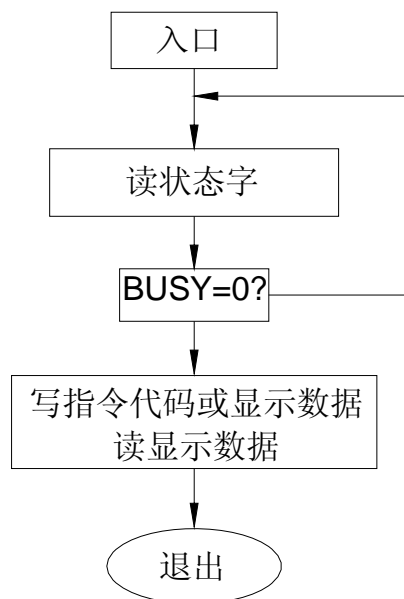 入口
读状态字
BUSY=0?
写指令代码或显示数据
读显示数据
退出